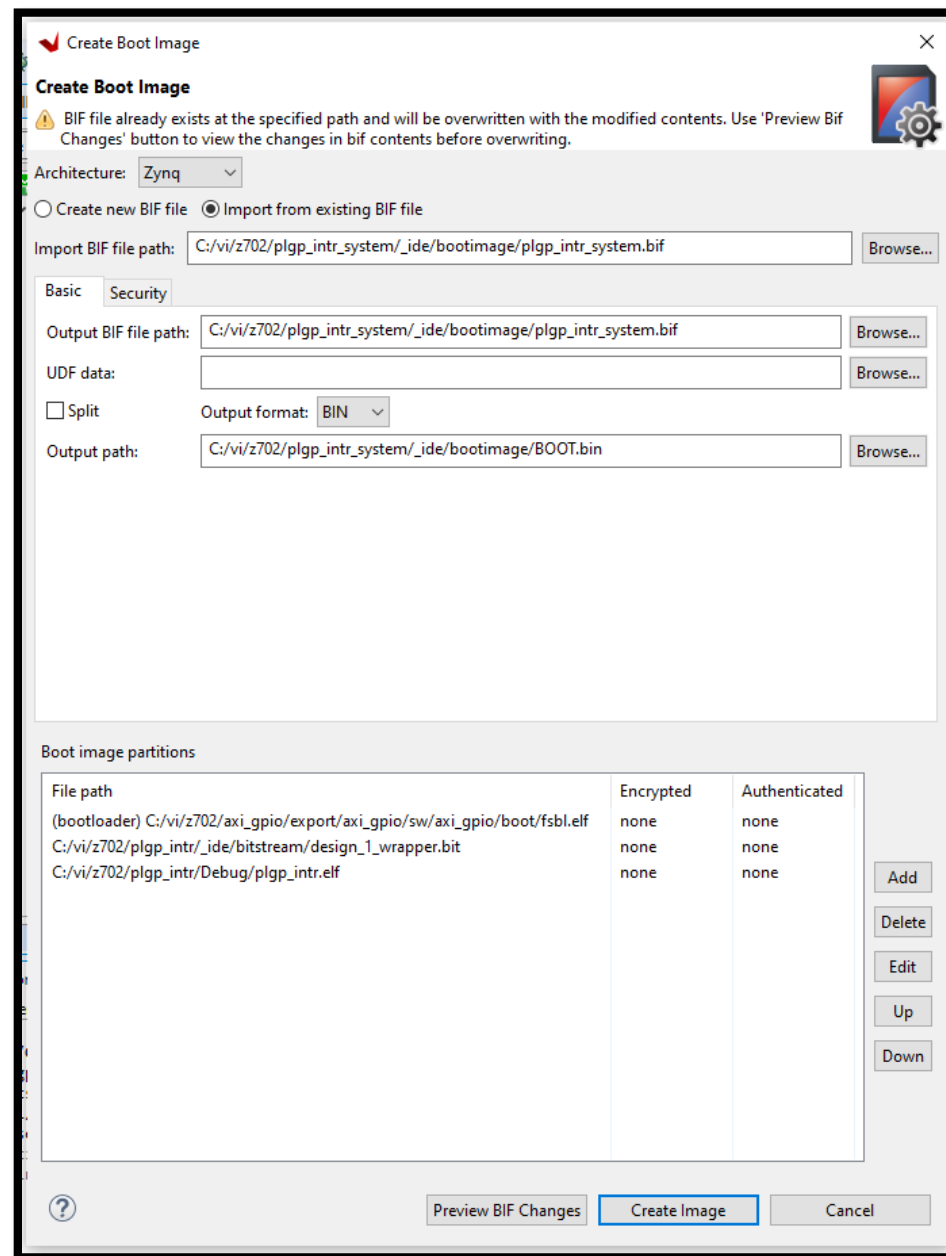 Create Boot Image
Create Boot Image
BIF file already exists at the specified path and will be overwritten with the modified contents. Use 'Preview Bif
Changes' button to view the changes in bif contents before overwriting.
Architecture: Zynq
Create new BIF file Import from existing BIF file
Import BIF file path: C:/vi/z702/plgp_intr_system/_ide/bootimage/plgp_intr_system.bif Browse...
Basic Security
Output BIF file path: C:/vi/z702/plgp_intr_system/_ide/bootimage/plgp_intr_system.bif Browse...
UDF data: Browse...
Split Output format: BIN
Output path: C:/vi/z702/plgp_intr_system/_ide/bootimage/BOOT.bin Browse...
Boot image partitions
File path Encrypted Authenticated
(bootloader) C:/vi/z702/axi_gpio/export/axi_gpio/sw/axi_gpio/boot/fsbl.elf none none
C:/vi/z702/plgp_intr/_ide/bitstream/design_1_wrapper.bit none none
C:/vi/z702/plgp_intr/Debug/plgp_intr.elf none none
Add
Delete
Edit
Up
Down
? Preview BIF Changes Create Image Cancel